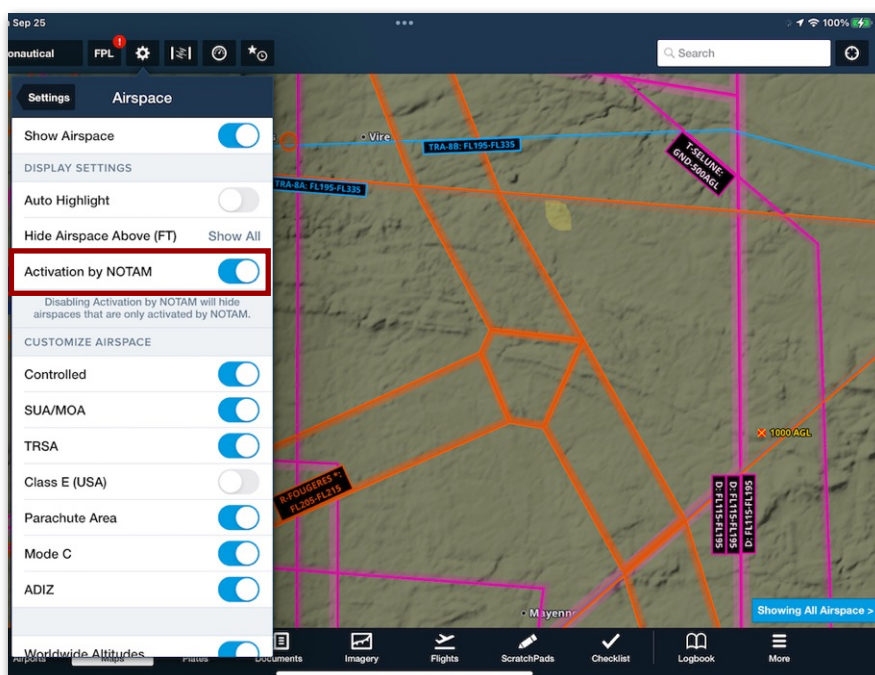 Sep 25
100%
onautical
FPL
!
Search
Settings
Airspace
Show Airspace
DISPLAY SETTINGS
Auto Highlight
Hide Airspace Above (FT)
Show All
Activation by NOTAM
Disabling Activation by NOTAM will hide
airspaces that are only activated by NOTAM.
CUSTOMIZE AIRSPACE
Controlled
SUA/MOA
TRSA
Class E (USA)
Parachute Area
Mode C
ADIZ
Worldwide Altitudes
Vire
TRA-8B: FL195-FL335
TRA-8A: FL195-FL335
T-SELUNE:
GND-500AGL
1000 AGL
R-FOUGERES *:
FL205-FL215
D: FL115-FL195
D: FL115-FL195
D: FL115-FL195
Mayenne
Showing All Airspace >
Airports
Maps
Plates
Documents
Imagery
Flights
ScratchPads
Checklist
Logbook
More